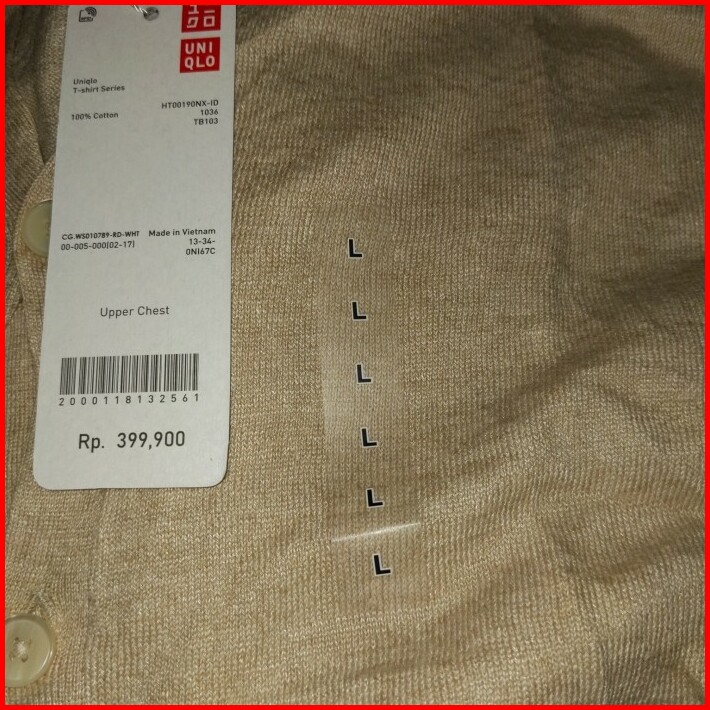 UNI
QLO
Uniqlo
T-shirt Series
HT00190NX-ID
100% Cotton
1036
TB103
CG.WS010789-RD-WHT
Made in Vietnam
00-005-000(02-17)
13-34-
0NI67C
Upper Chest
2000118132561
Rp. 399,900
L
L
L
L
L
L